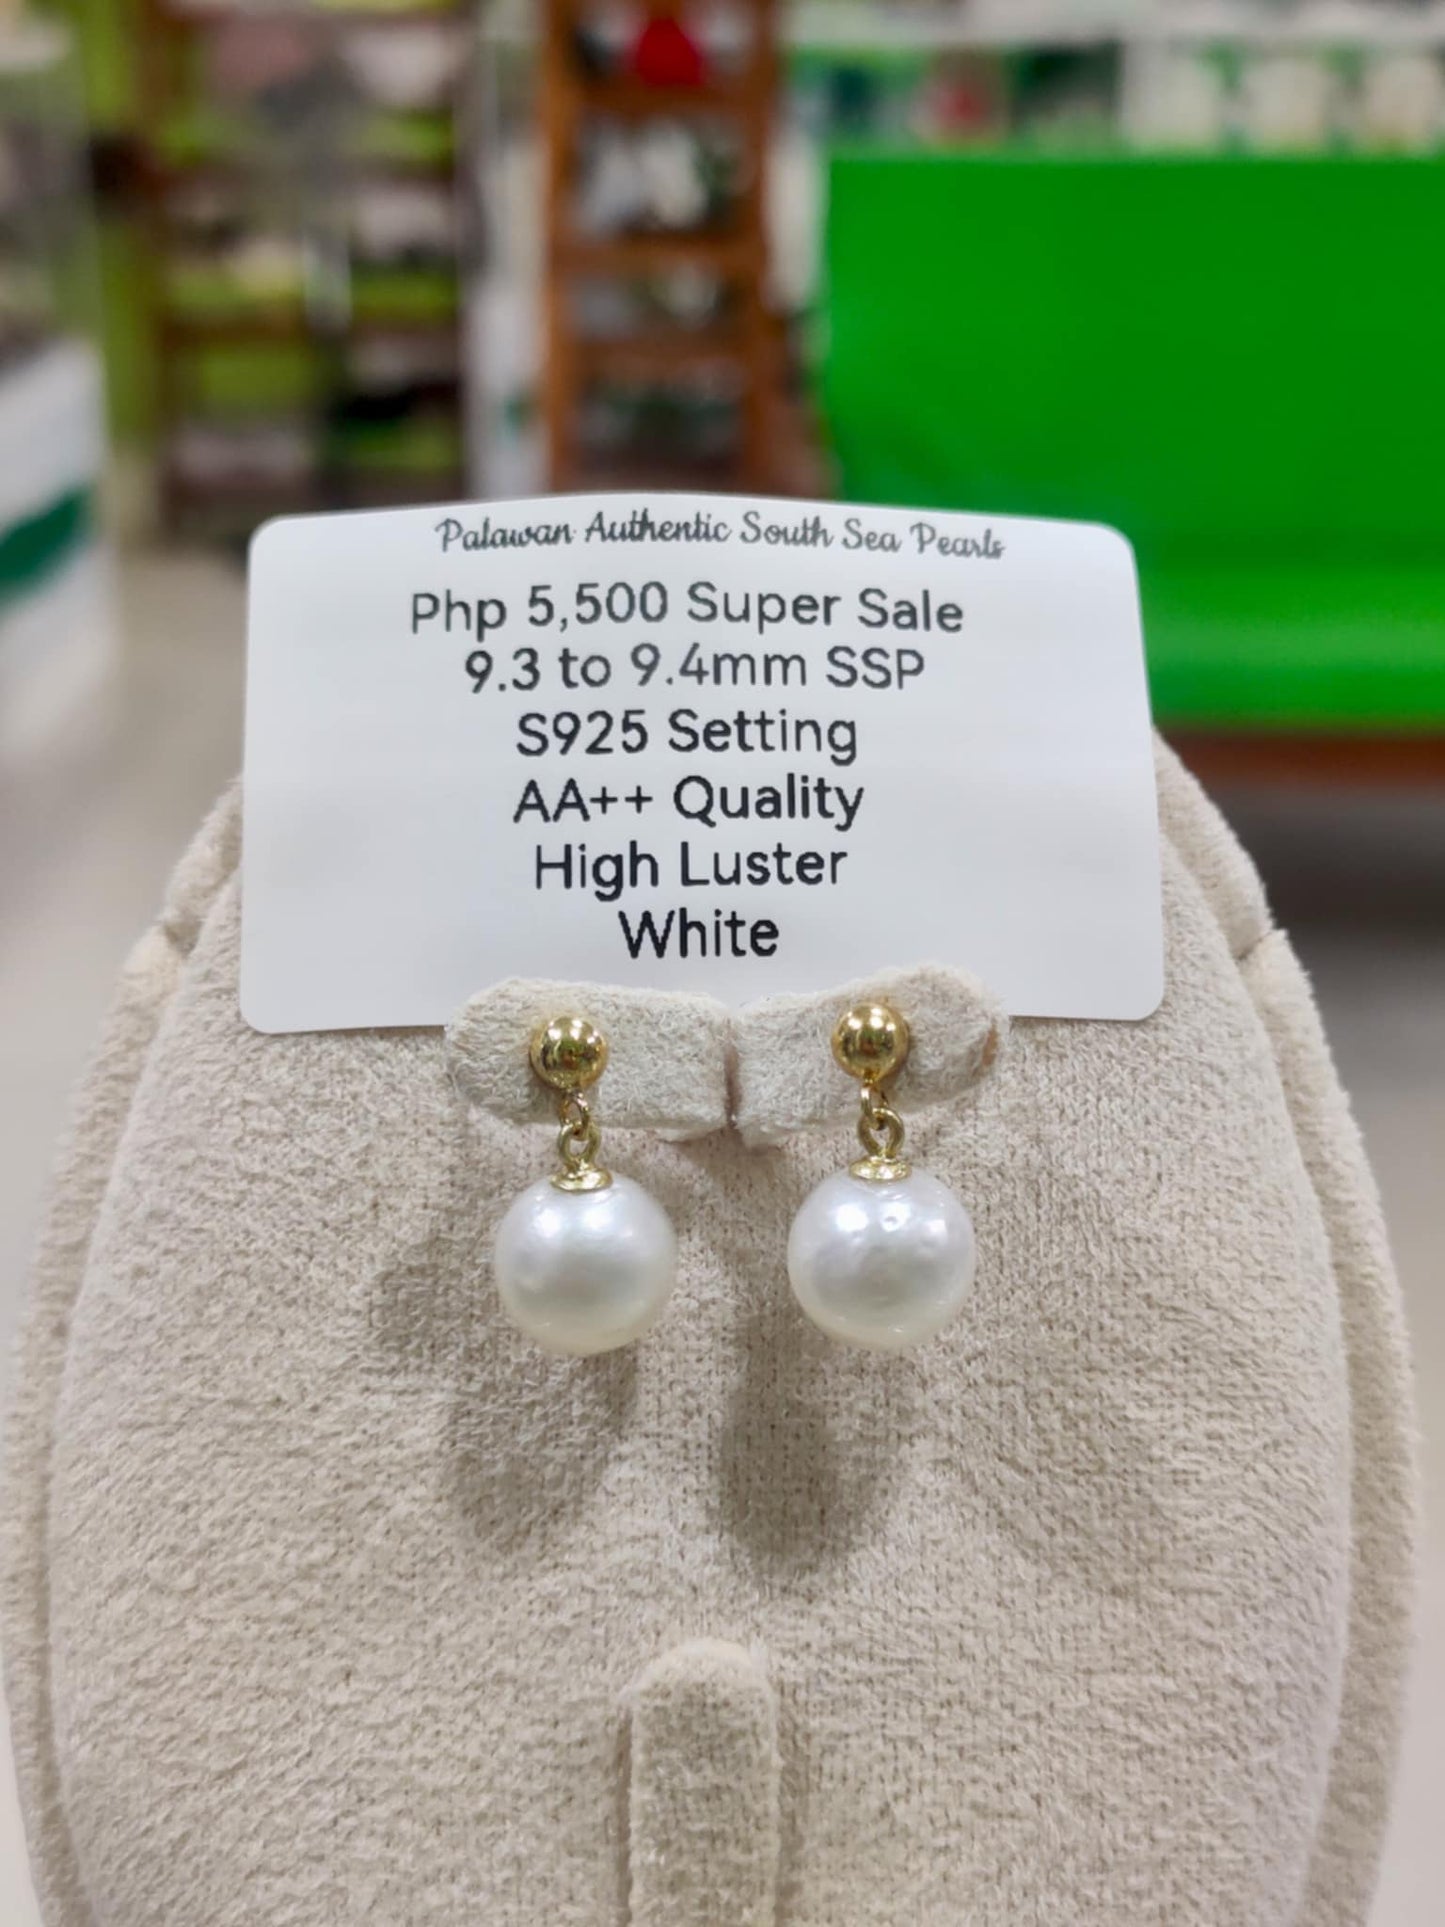 Palawan Authentic South Sea Pearls
Php 5,500 Super Sale
9.3 to 9.4mm SSP
S925 Setting
AA++ Quality
High Luster
White